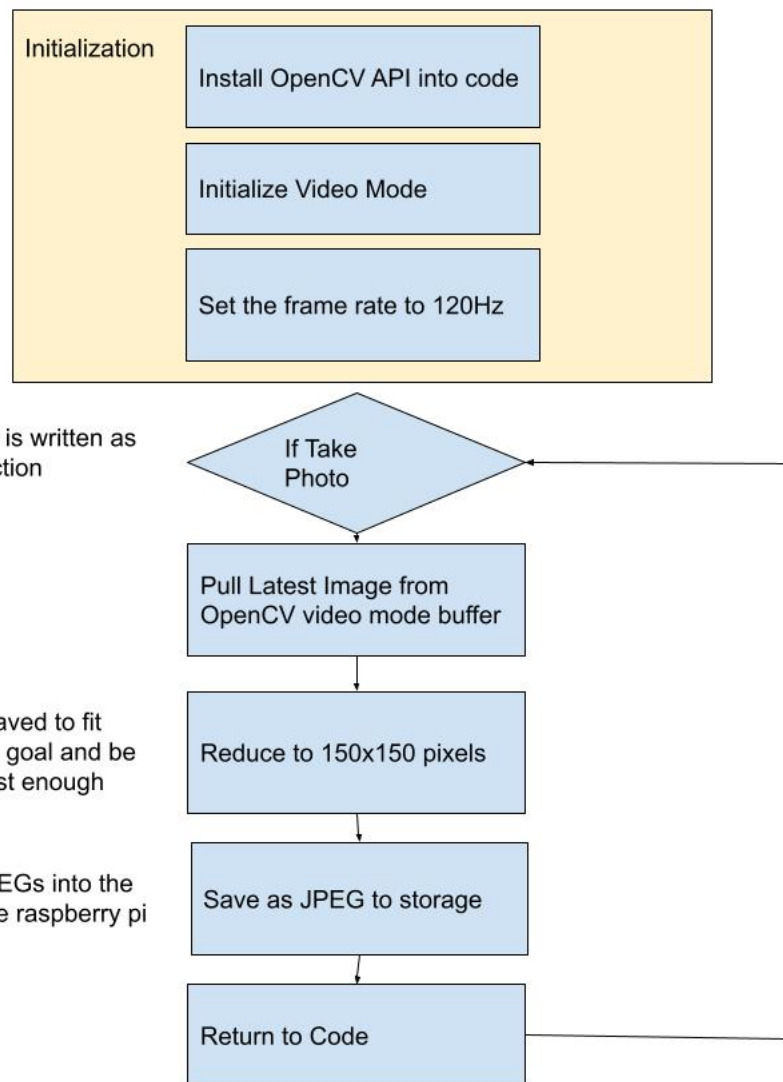 Initialization
Install OpenCV API into code
Initialize Video Mode
Set the frame rate to 120Hz
is written as
ction
If Take
Photo
Pull Latest Image from
OpenCV video mode buffer
aved to fit
goal and be
st enough
Reduce to 150x150 pixels
EGs into the
e raspberry pi
Save as JPEG to storage
Return to Code